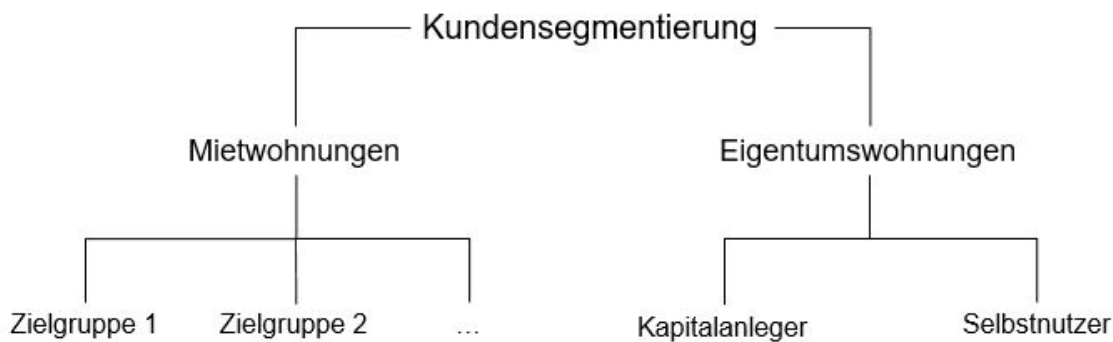 Kundensegmentierung
Mietwohnungen
Eigentumswohnungen
Zielgruppe 1
Zielgruppe 2
...
Kapitalanleger
Selbstnutzer